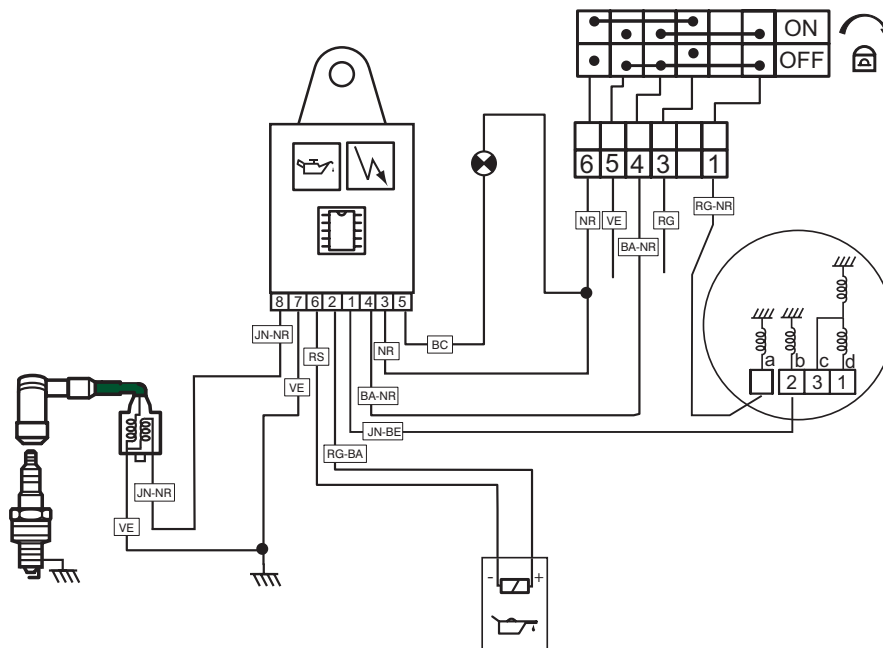 ON
OFF
6 5 4 3 1
NR VE RG RG-NR
BA-NR
a b c d
2 3 1
8 7 6 2 1 4 3 5
JN-NR
VE
RS
RG-BA
JN-BE
BA-NR
NR
BC
JN-NR
VE
- +